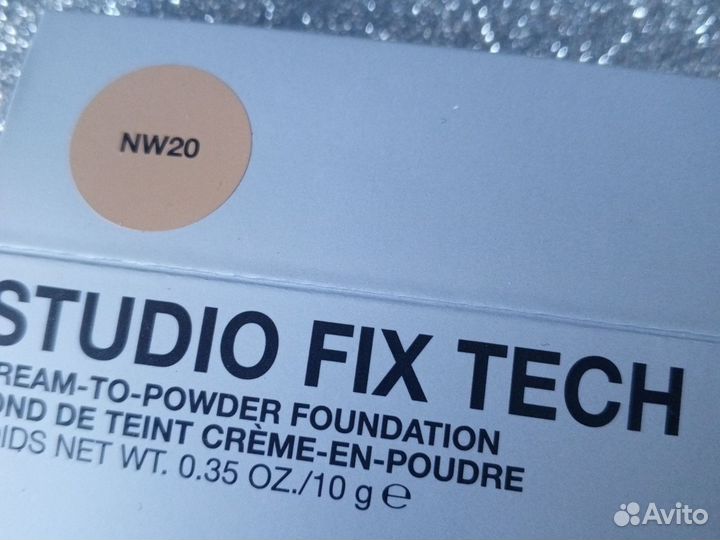 NW20
STUDIO FIX TECH
REAM-TO-POWDER FOUNDATION
OND DE TEINT CRÈME-EN-POUDRE
OIDS NET WT. 0.35 OZ./10 g ℮
Avito